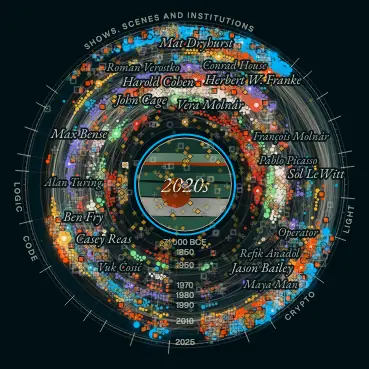 SHOWS, SCENES AND INSTITUTIONS
Mat Dryhurst
Roman Verostko
Conrad House
Harold Cohen
Herbert W. Franke
John Cage
Vera Molnár
Max Bense
François Molnár
Pablo Picasso
Alan Turing
Sol LeWitt
2020s
LOGIC
LIGHT
Ben Fry
Operator
Casey Reas
CODE
Refik Anadol
Vuk Ćosić
Jason Bailey
Maya Man
CRYPTO
1850
1950
1970
1980
1990
2010
2025